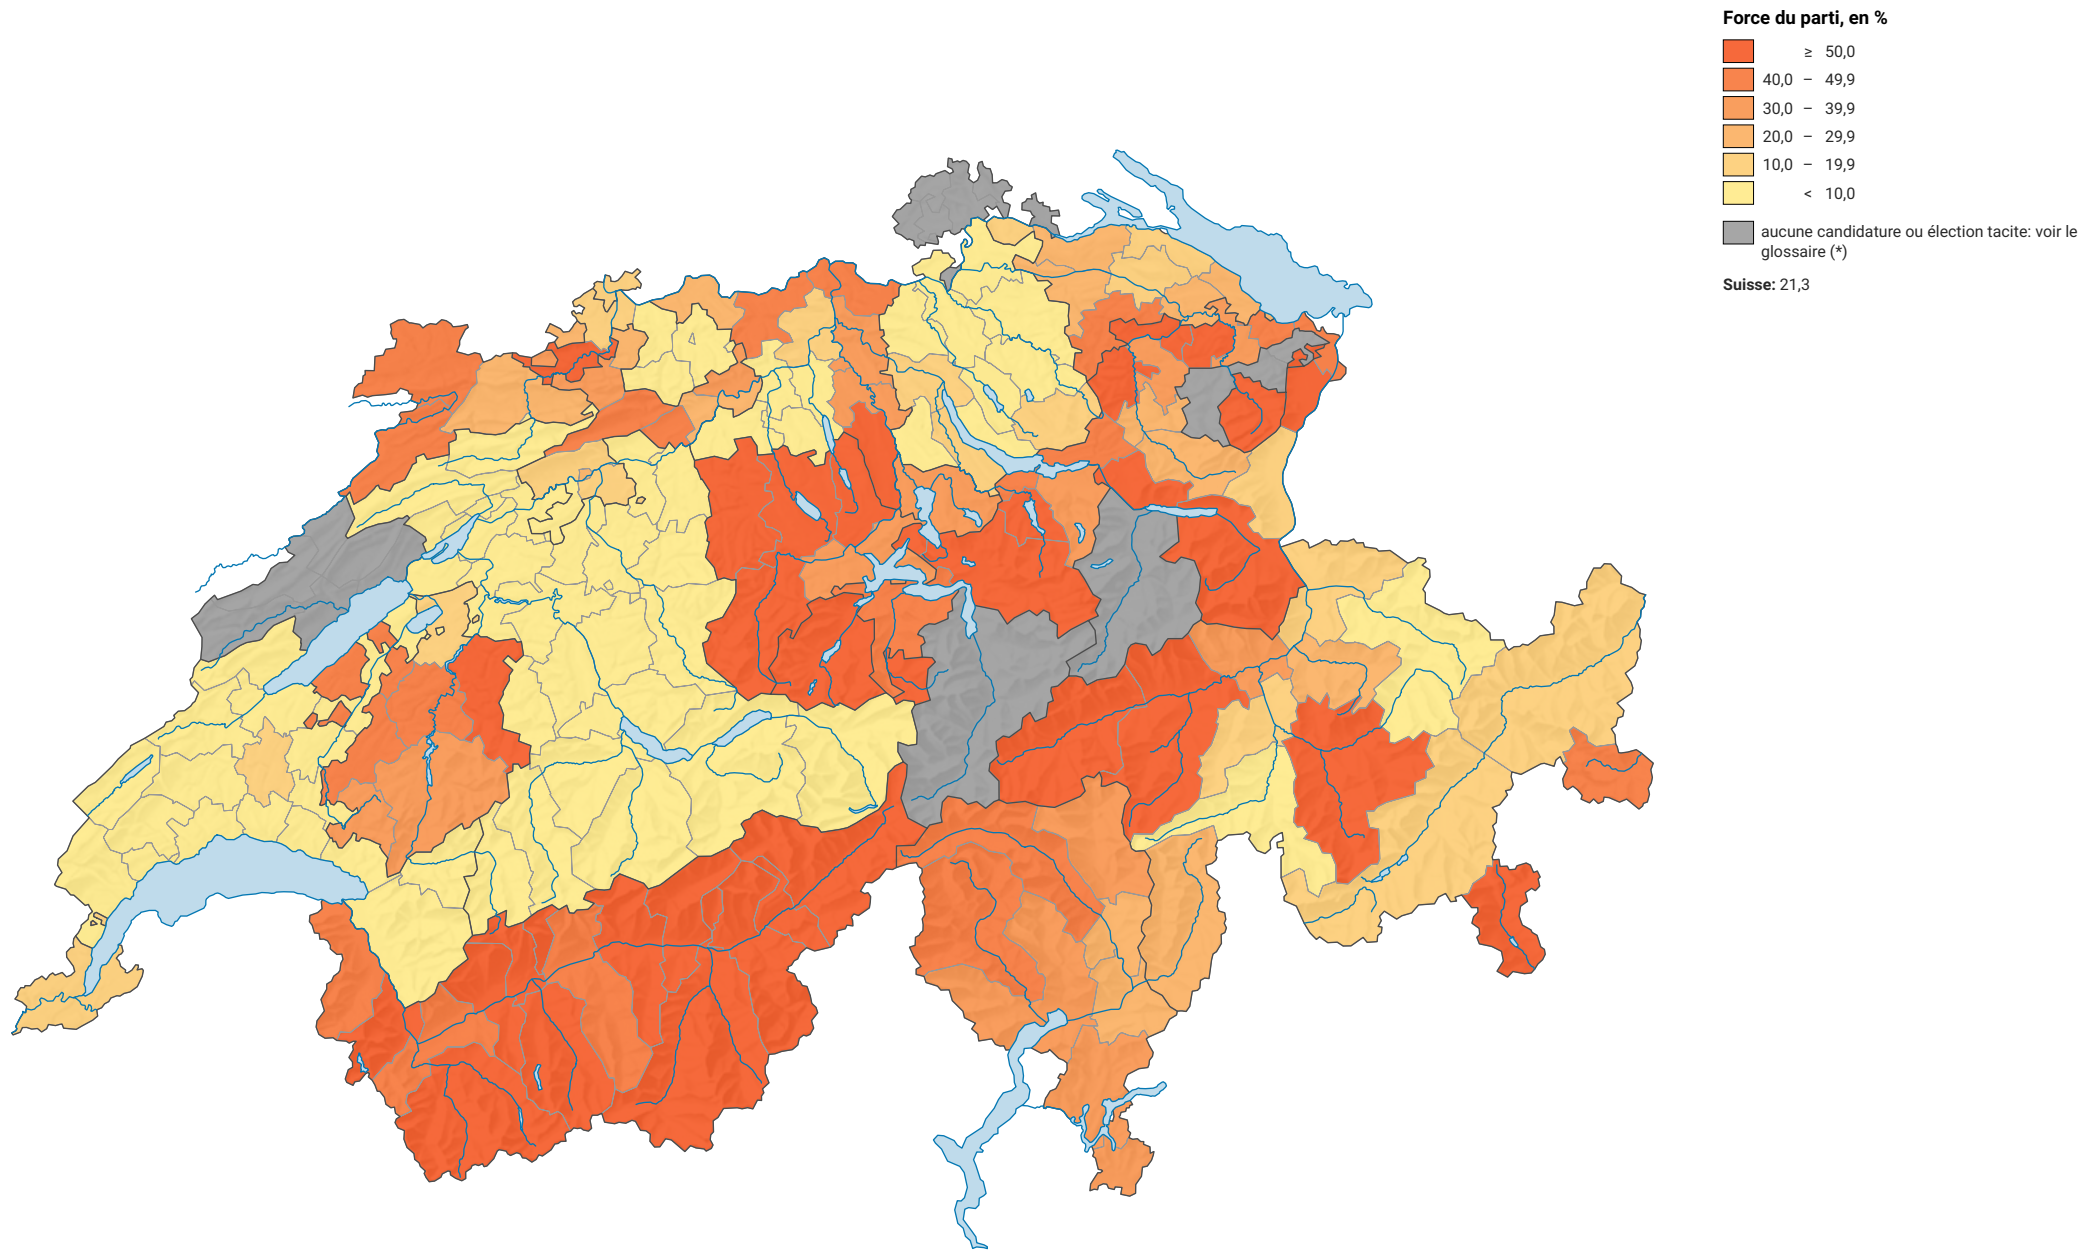 Force du parti, en %
≥ 50,0
40,0 – 49,9
30,0 – 39,9
20,0 – 29,9
10,0 – 19,9
< 10,0
aucune candidature ou élection tacite: voir le
glossaire (*)
Suisse: 21,3